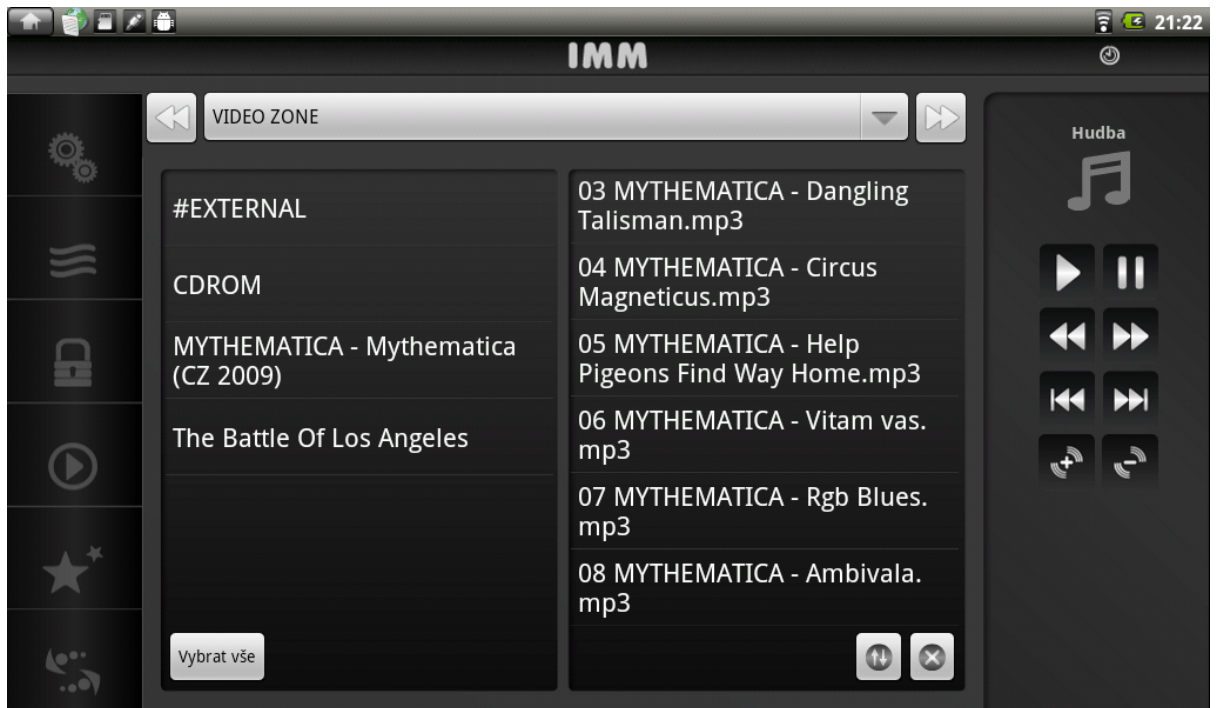 21:22
IMM
VIDEO ZONE
Hudba
#EXTERNAL
CDROM
MYTHEMATICA - Mythematica
(CZ 2009)
The Battle Of Los Angeles
Vybrat vše
03 MYTHEMATICA - Dangling
Talisman.mp3
04 MYTHEMATICA - Circus
Magneticus.mp3
05 MYTHEMATICA - Help
Pigeons Find Way Home.mp3
06 MYTHEMATICA - Vitam vas.
mp3
07 MYTHEMATICA - Rgb Blues.
mp3
08 MYTHEMATICA - Ambivala.
mp3